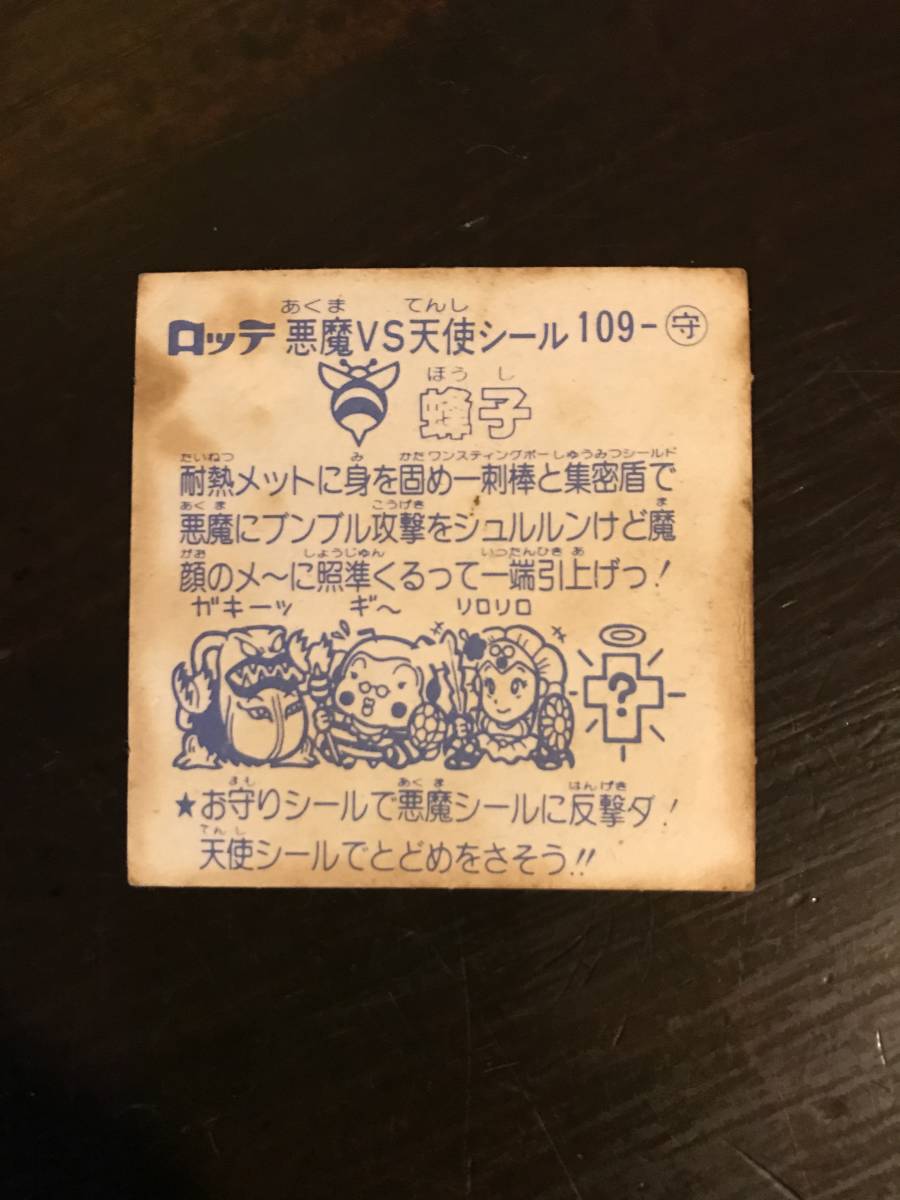 あくま てんし
ロッテ 悪魔VS天使シール 109-守
ほうし
蜂子
たいねつ み かた ワンスティングボー しゅうみつシールド
耐熱メットに身を固め一刺棒と集密盾で
あくま こうげき ま
悪魔にブンブル攻撃をジュルルンけど魔
がお しょうじゅん いったんひきあ
顔のメ〜に照準くるって一端引上げっ!
ガキーッ ギ〜 リロリロ
?
まも あくま はんげき
★お守りシールで悪魔シールに反撃ダ!
てんし
天使シールでとどめをさそう!!